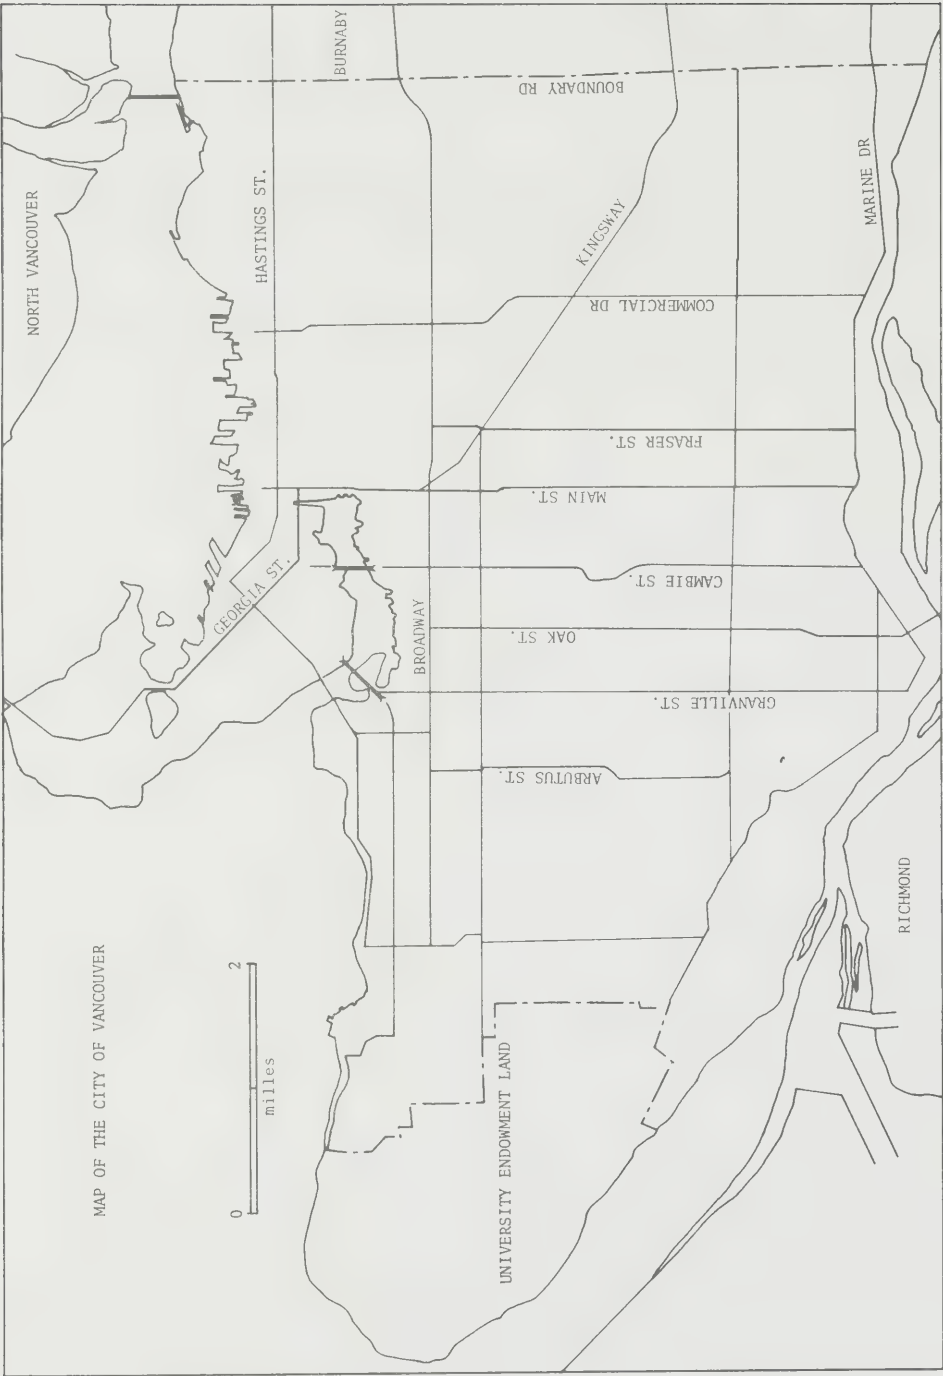 MAP OF THE CITY OF VANCOUVER
0 2
milles
NORTH VANCOUVER
BURNABY
HASTINGS ST.
GEORGIA ST.
BROADWAY
BOUNDARY RD
KINGSWAY
COMMERCIAL DR
FRASER ST.
MAIN ST.
CAMBIE ST.
OAK ST.
GRANVILLE ST.
ARBUTUS ST.
MARINE DR
UNIVERSITY ENDOWMENT LAND
RICHMOND